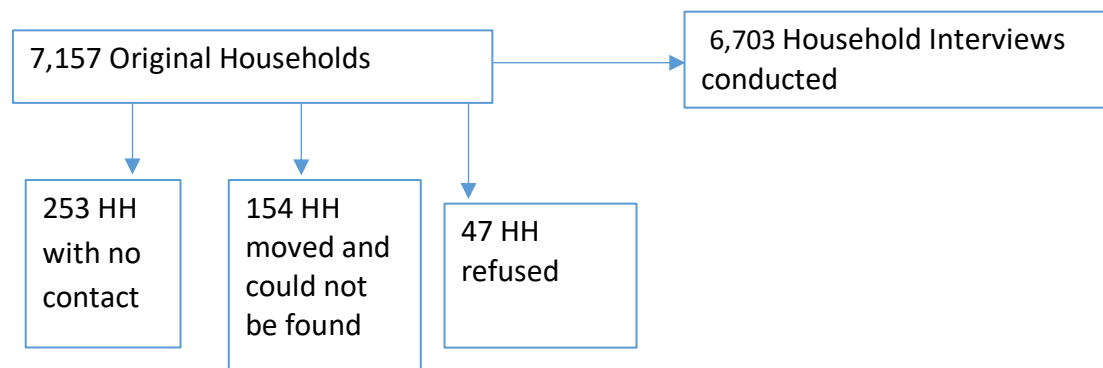 7,157 Original Households
6,703 Household Interviews
conducted
253 HH
with no
contact
154 HH
moved and
could not
be found
47 HH
refused